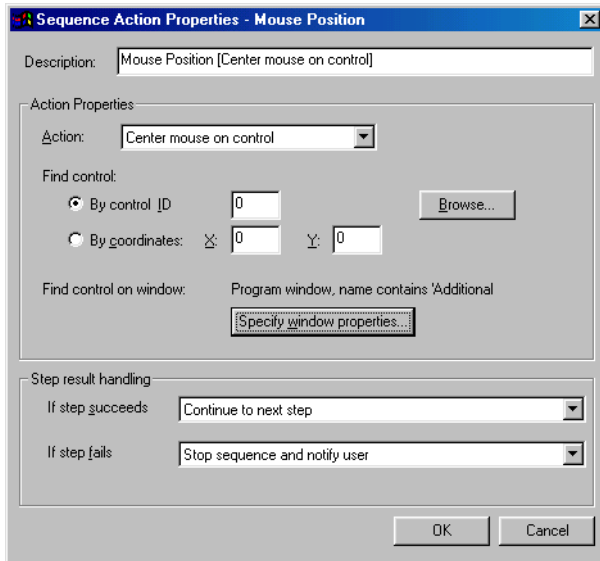 Sequence Action Properties - Mouse Position
Description: Mouse Position [Center mouse on control]
Action Properties
Action: Center mouse on control
Find control:
By control ID 0 Browse...
By coordinates: X: 0 Y: 0
Find control on window: Program window, name contains 'Additional
Specify window properties...
Step result handling
If step succeeds Continue to next step
If step fails Stop sequence and notify user
OK Cancel